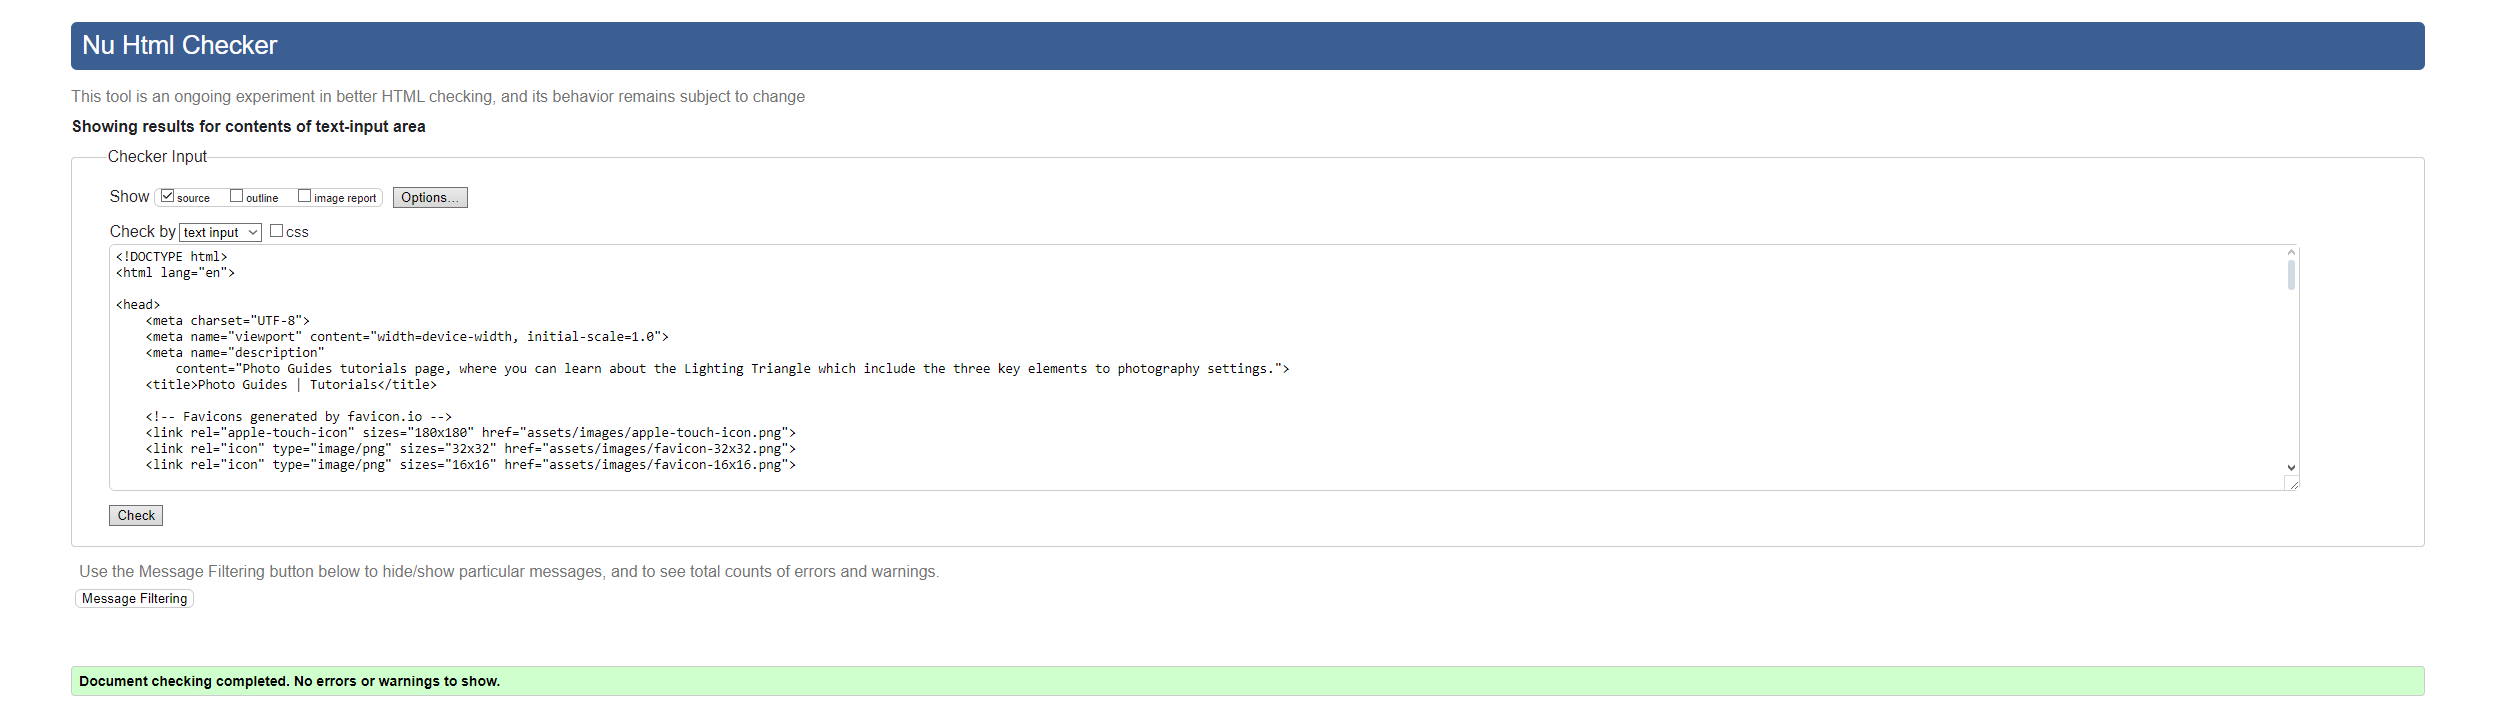 Nu Html Checker
This tool is an ongoing experiment in better HTML checking, and its behavior remains subject to change
Showing results for contents of text-input area
Checker Input
Show source outline image report Options...
Check by text input css
<!DOCTYPE html>
<html lang="en">
<head>
<meta charset="UTF-8">
<meta name="viewport" content="width=device-width, initial-scale=1.0">
<meta name="description"
content="Photo Guides tutorials page, where you can learn about the Lighting Triangle which include the three key elements to photography settings.">
<title>Photo Guides | Tutorials</title>
<!-- Favicons generated by favicon.io -->
<link rel="apple-touch-icon" sizes="180x180" href="assets/images/apple-touch-icon.png">
<link rel="icon" type="image/png" sizes="32x32" href="assets/images/favicon-32x32.png">
<link rel="icon" type="image/png" sizes="16x16" href="assets/images/favicon-16x16.png">
Check
Use the Message Filtering button below to hide/show particular messages, and to see total counts of errors and warnings.
Message Filtering
Document checking completed. No errors or warnings to show.